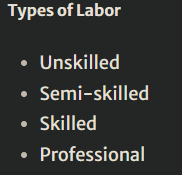 Types of Labor
• Unskilled
• Semi-skilled
• Skilled
• Professional